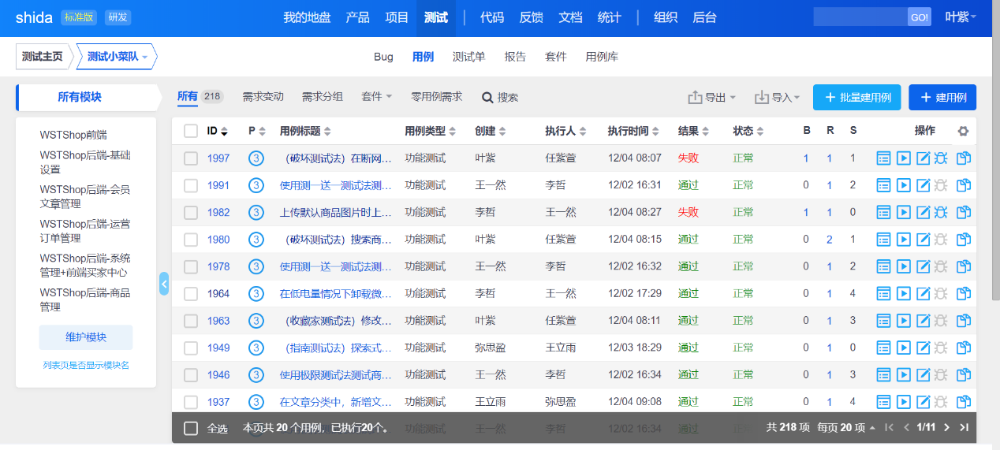 shida 标准版 研发 我的地盘 产品 项目 测试 代码 反馈 文档 统计 组织 后台 GO! 叶紫
测试主页 测试小菜队 Bug 用例 测试单 报告 套件 用例库
所有模块 所有 218 需求变动 需求分组 套件 零用例需求 搜索 导出 导入 + 批量建用例 + 建用例
WSTShop前端
WSTShop后端-基础
设置
WSTShop后端-会员
文章管理
WSTShop后端-运营
订单管理
WSTShop后端-系统
管理+前端买家中心
WSTShop后端-商品
管理
维护模块
列表页是否显示模块名
ID P 用例标题 用例类型 创建 执行人 执行时间 结果 状态 B R S 操作
1997 3 （破坏测试法）在断网... 功能测试 叶紫 任紫萱 12/04 08:07 失败 正常 1 1 1
1991 3 使用测一送一测试法测... 功能测试 王一然 李哲 12/02 16:31 通过 正常 0 1 2
1982 3 上传默认商品图片时上... 功能测试 李哲 王一然 12/04 08:27 失败 正常 1 1 0
1980 3 （破坏测试法）搜索商... 功能测试 叶紫 任紫萱 12/04 08:15 通过 正常 0 2 1
1978 3 使用测一送一测试法测... 功能测试 王一然 李哲 12/02 16:32 通过 正常 0 1 2
1964 3 在低电量情况下卸载微... 功能测试 李哲 王一然 12/02 17:29 通过 正常 0 1 4
1963 3 （收藏家测试法）修改... 功能测试 叶紫 任紫萱 12/04 08:11 通过 正常 0 1 3
1949 3 （指南测试法）探索式... 功能测试 弥思盈 王立雨 12/03 18:29 通过 正常 0 1 0
1946 3 使用极限测试法测试商... 功能测试 王一然 李哲 12/02 16:34 通过 正常 0 1 3
1937 3 在文章分类中，新增文... 功能测试 王立雨 弥思盈 12/04 09:08 通过 正常 0 1 4
全选 本页共 20 个用例，已执行20个。 功能测试 王一然 李哲 12/02 16:34 通过 正常 共 218 项 每页 20 项 1/11